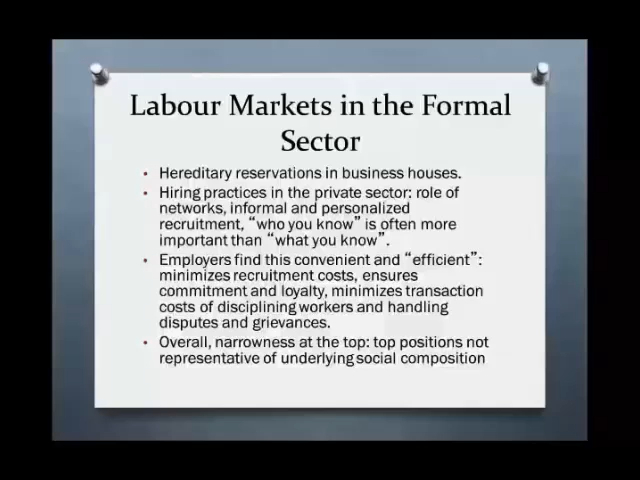 Labour Markets in the Formal
Sector
• Hereditary reservations in business houses.
• Hiring practices in the private sector: role of
networks, informal and personalized
recruitment, “who you know” is often more
important than “what you know”.
• Employers find this convenient and “efficient”:
minimizes recruitment costs, ensures
commitment and loyalty, minimizes transaction
costs of disciplining workers and handling
disputes and grievances.
• Overall, narrowness at the top: top positions not
representative of underlying social composition